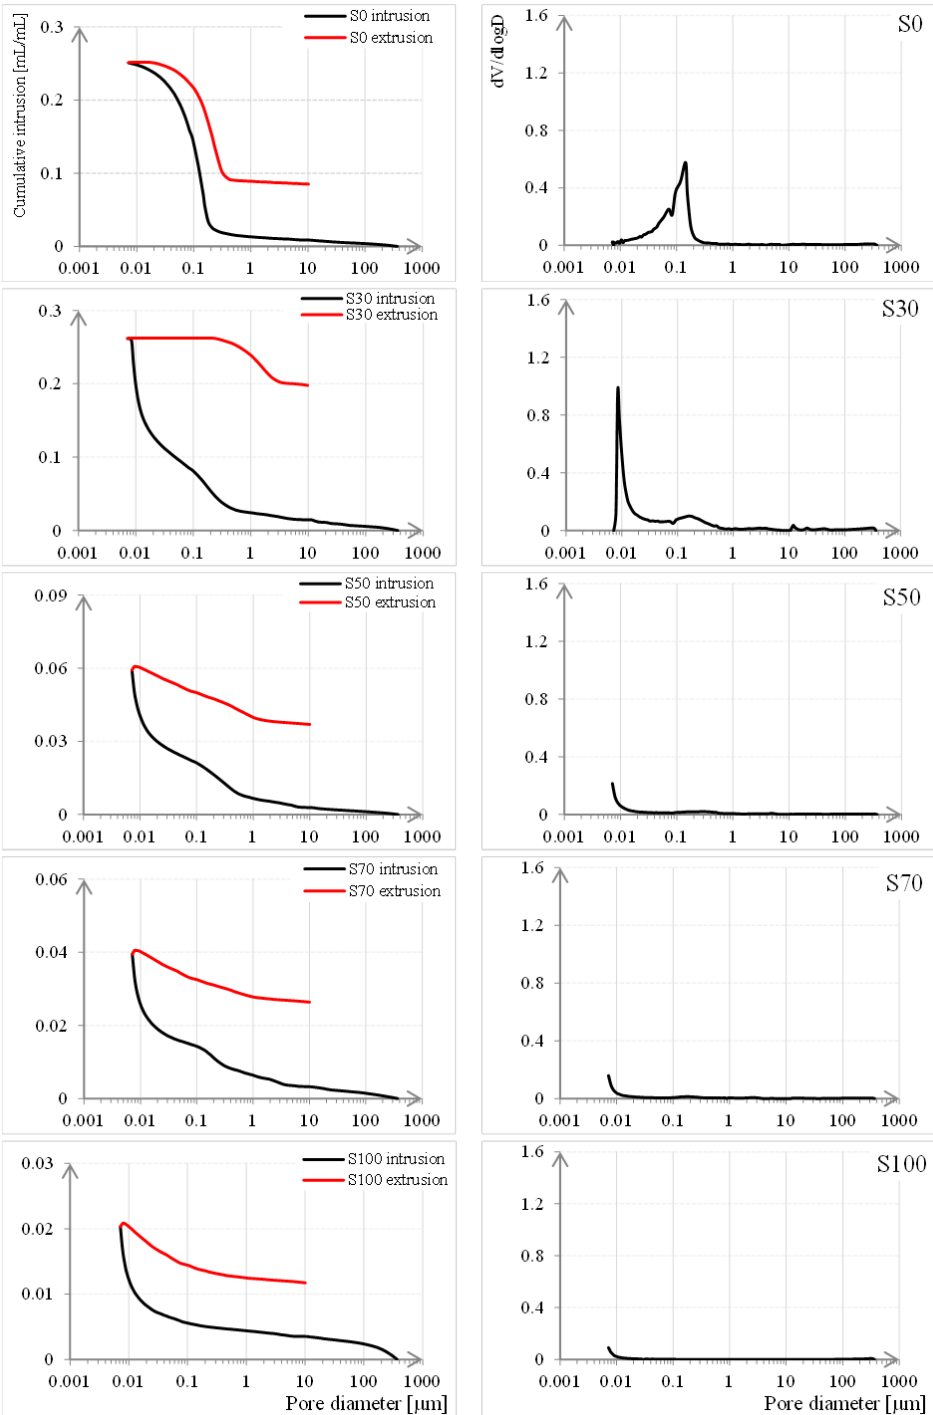 S0 intrusion
S0 extrusion
Cumulative intrusion [mL/mL]
0.3
0.2
0.1
0
0.001 0.01 0.1 1 10 100 1000
S0
dV/dlogD
1.6
1.2
0.8
0.4
0
0.001 0.01 0.1 1 10 100 1000
S30 intrusion
S30 extrusion
0.3
0.2
0.1
0
0.001 0.01 0.1 1 10 100 1000
S30
1.6
1.2
0.8
0.4
0
0.001 0.01 0.1 1 10 100 1000
S50 intrusion
S50 extrusion
0.09
0.06
0.03
0
0.001 0.01 0.1 1 10 100 1000
S50
1.6
1.2
0.8
0.4
0
0.001 0.01 0.1 1 10 100 1000
S70 intrusion
S70 extrusion
0.06
0.04
0.02
0
0.001 0.01 0.1 1 10 100 1000
S70
1.6
1.2
0.8
0.4
0
0.001 0.01 0.1 1 10 100 1000
S100 intrusion
S100 extrusion
0.03
0.02
0.01
0
0.001 0.01 0.1 1 10 100 1000
Pore diameter [µm]
S100
1.6
1.2
0.8
0.4
0
0.001 0.01 0.1 1 10 100 1000
Pore diameter [µm]